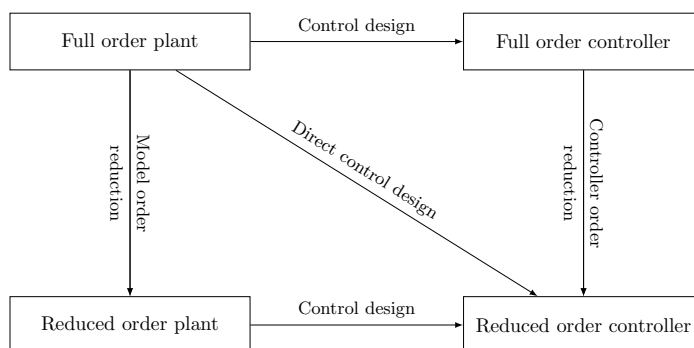 Full order plant
Control design
Full order controller
Model order
reduction
Direct control design
Controller order
reduction
Reduced order plant
Control design
Reduced order controller